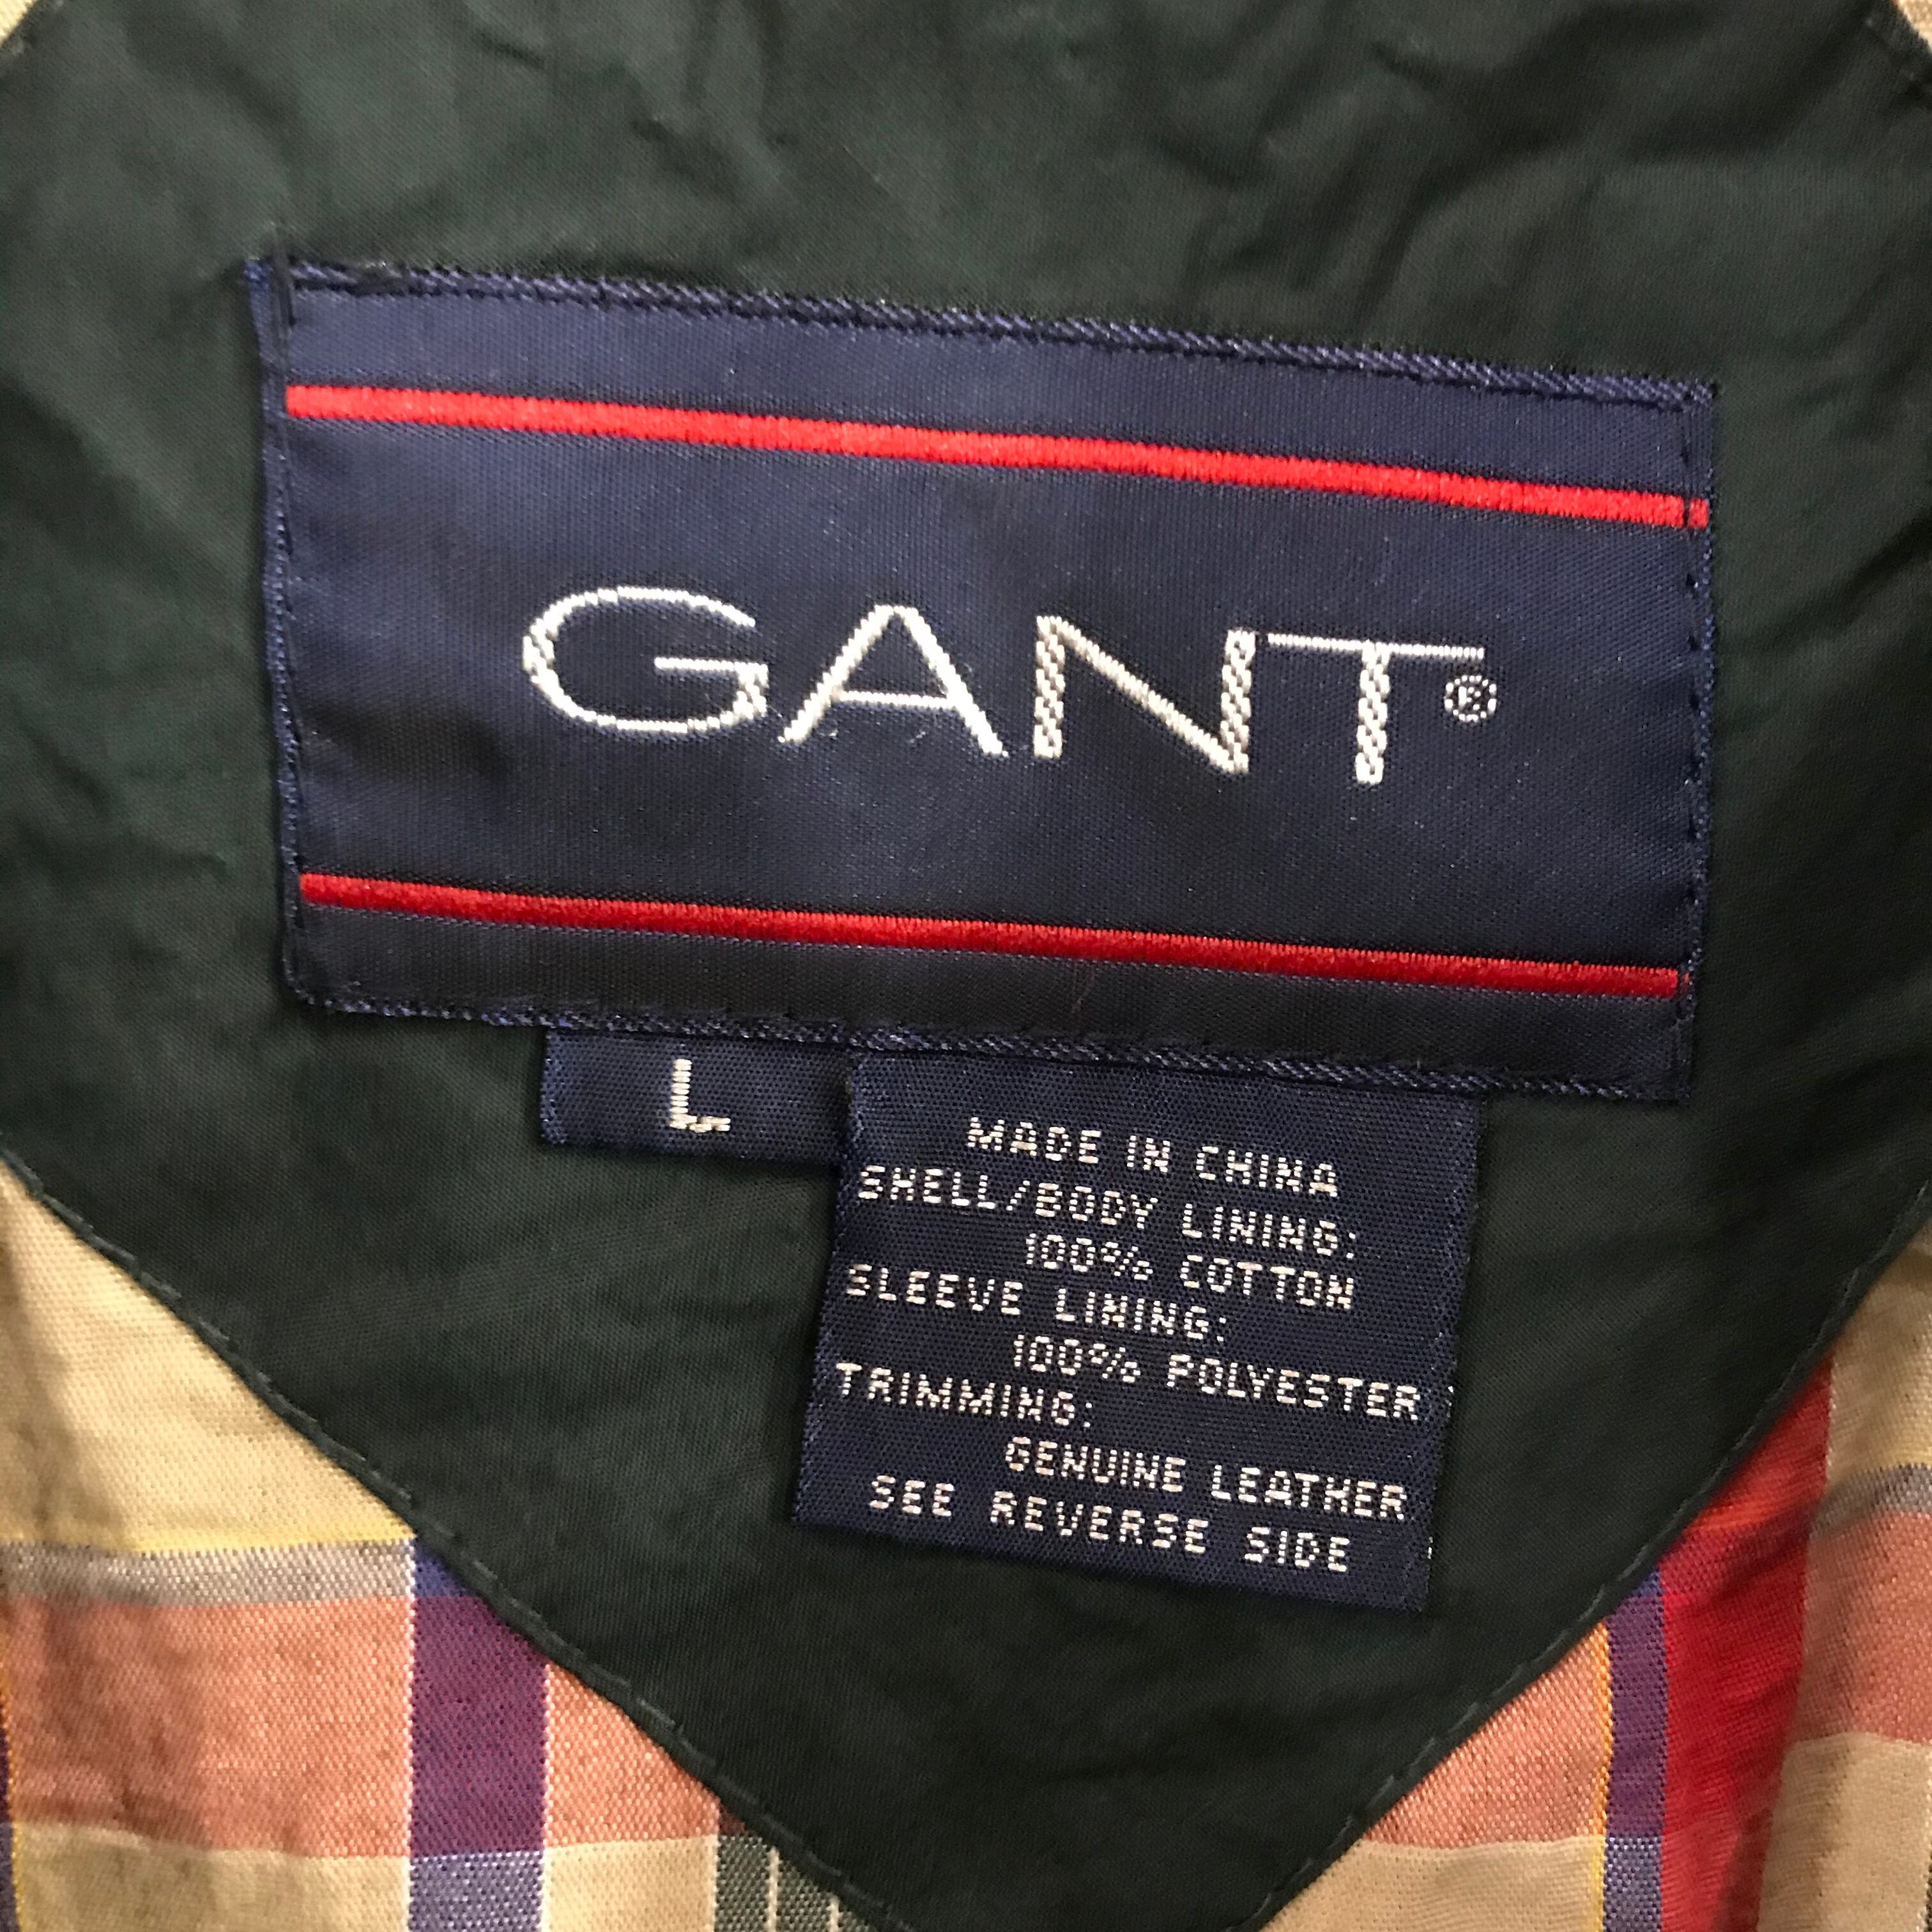 GANT®
L
MADE IN CHINA
SHELL/BODY LINING:
100% COTTON
SLEEVE LINING:
100% POLYESTER
TRIMMING:
GENUINE LEATHER
SEE REVERSE SIDE